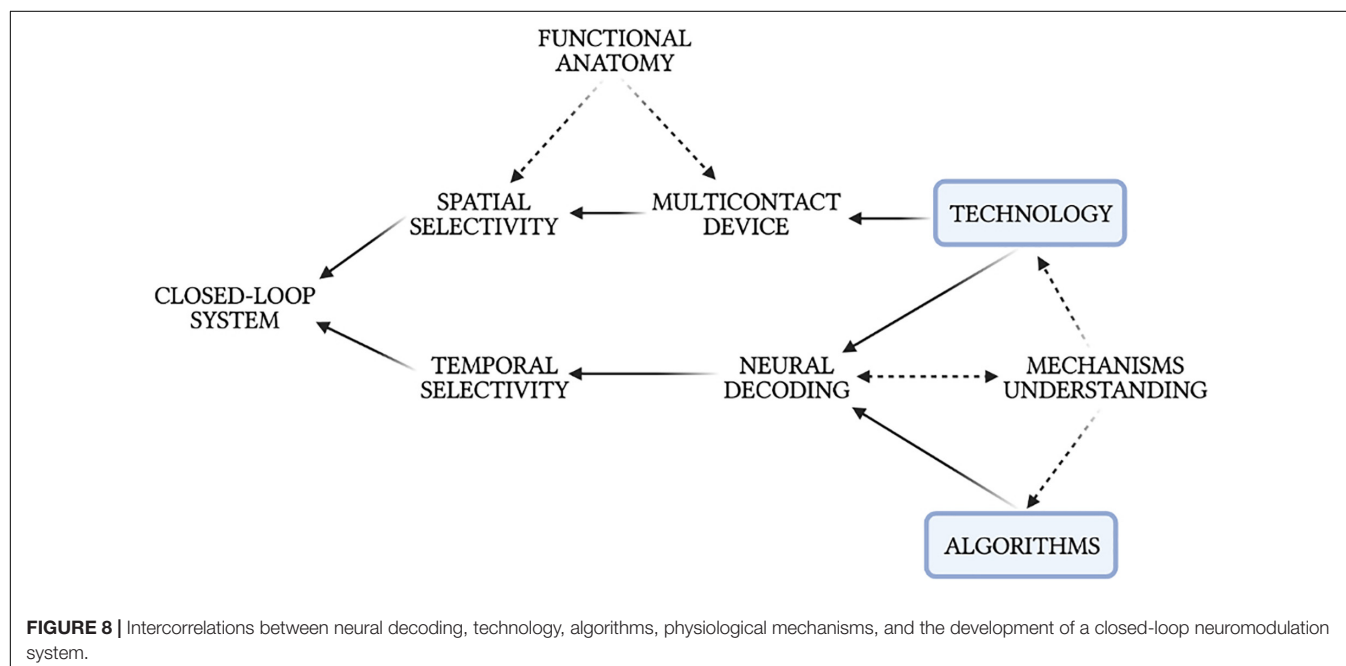 FUNCTIONAL
ANATOMY
SPATIAL
SELECTIVITY
MULTICONTACT
DEVICE
TECHNOLOGY
CLOSED-LOOP
SYSTEM
TEMPORAL
SELECTIVITY
NEURAL
DECODING
MECHANISMS
UNDERSTANDING
ALGORITHMS
FIGURE 8 | Intercorrelations between neural decoding, technology, algorithms, physiological mechanisms, and the development of a closed-loop neuromodulation
system.